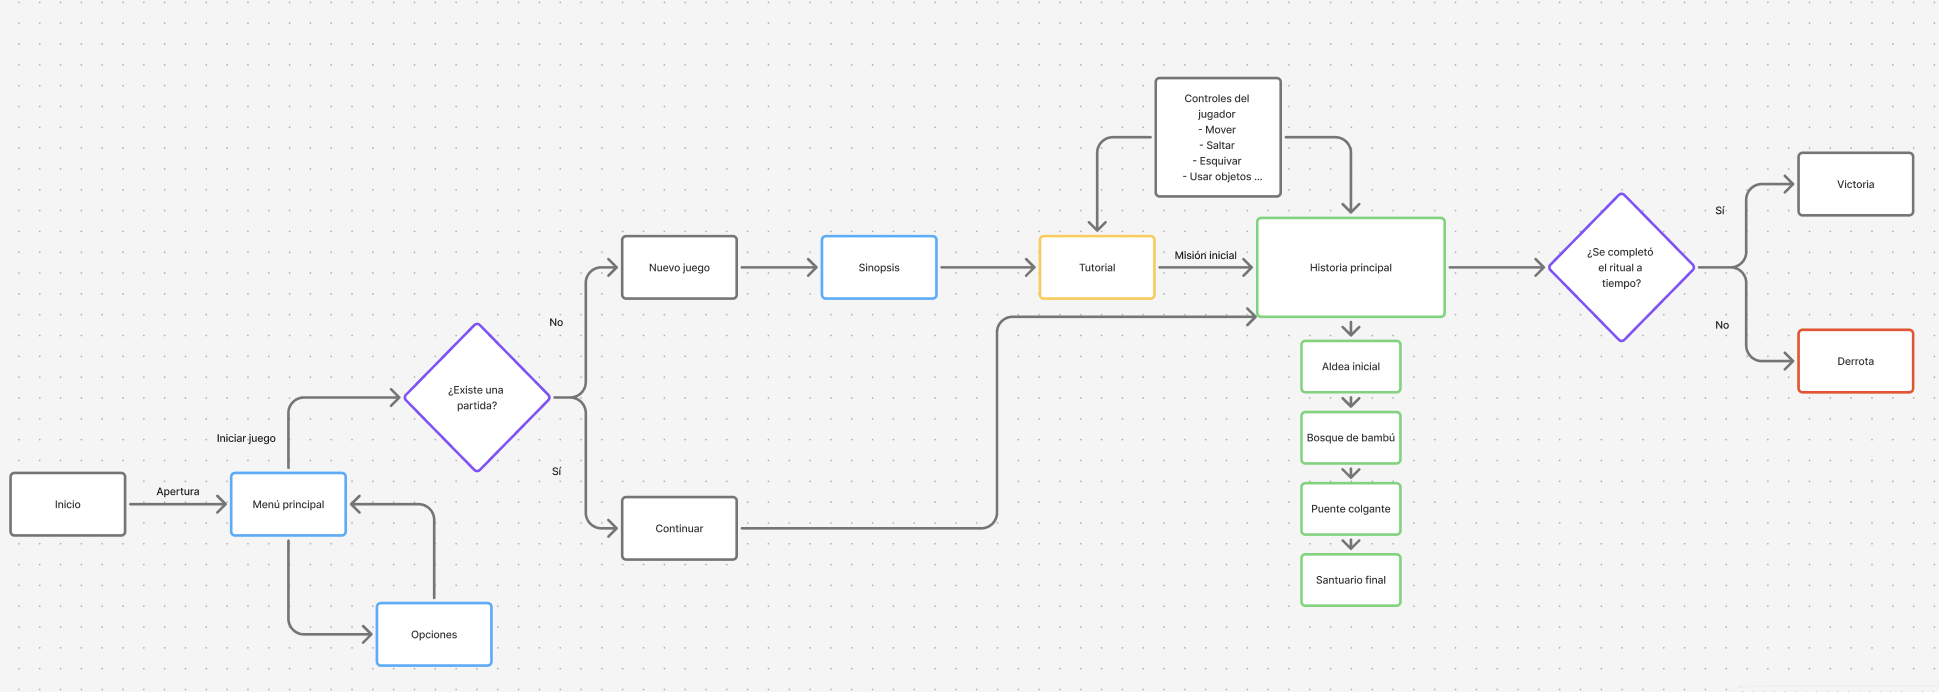 Inicio
Apertura
Menú principal
Opciones
Iniciar juego
¿Existe una
partida?
No
Sí
Nuevo juego
Continuar
Sinopsis
Tutorial
Controles del
jugador
- Mover
- Saltar
- Esquivar
- Usar objetos ...
Misión inicial
Historia principal
Aldea inicial
Bosque de bambú
Puente colgante
Santuario final
¿Se completó
el ritual a
tiempo?
Sí
No
Victoria
Derrota